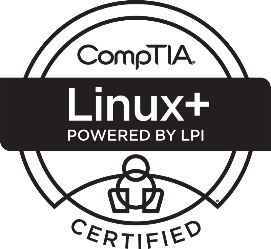 CompTIA.
Linux+
POWERED BY LPI
CERTIFIED